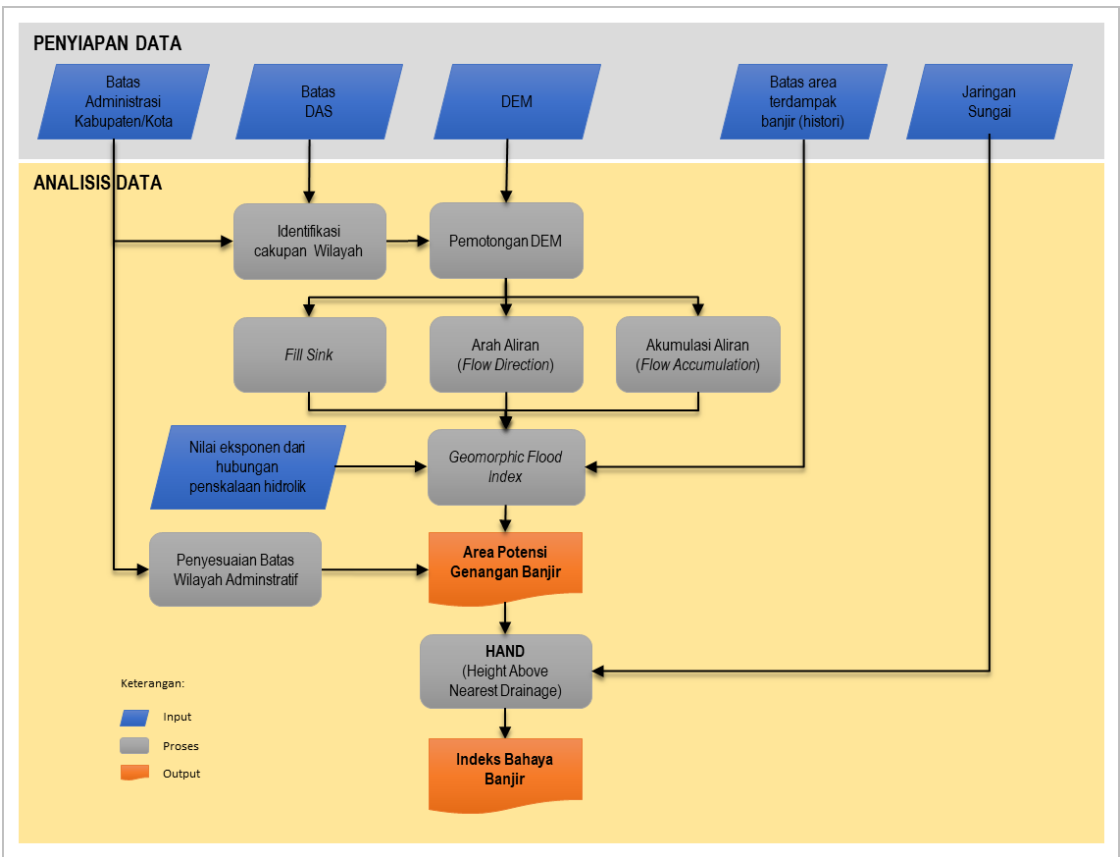 PENYIAPAN DATA
Batas
Administrasi
Kabupaten/Kota
Batas
DAS
DEM
Batas area
terdampak
banjir (histori)
Jaringan
Sungai
ANALISIS DATA
Identifikasi
cakupan Wilayah
Pemotongan DEM
Fill Sink
Arah Aliran
(Flow Direction)
Akumulasi Aliran
(Flow Accumulation)
Nilai eksponen dari
hubungan
penskalaan hidrolik
Geomorphic Flood
Index
Penyesuaian Batas
Wilayah Adminstratif
Area Potensi
Genangan Banjir
HAND
(Height Above
Nearest Drainage)
Keterangan:
Input
Proses
Output
Indeks Bahaya
Banjir